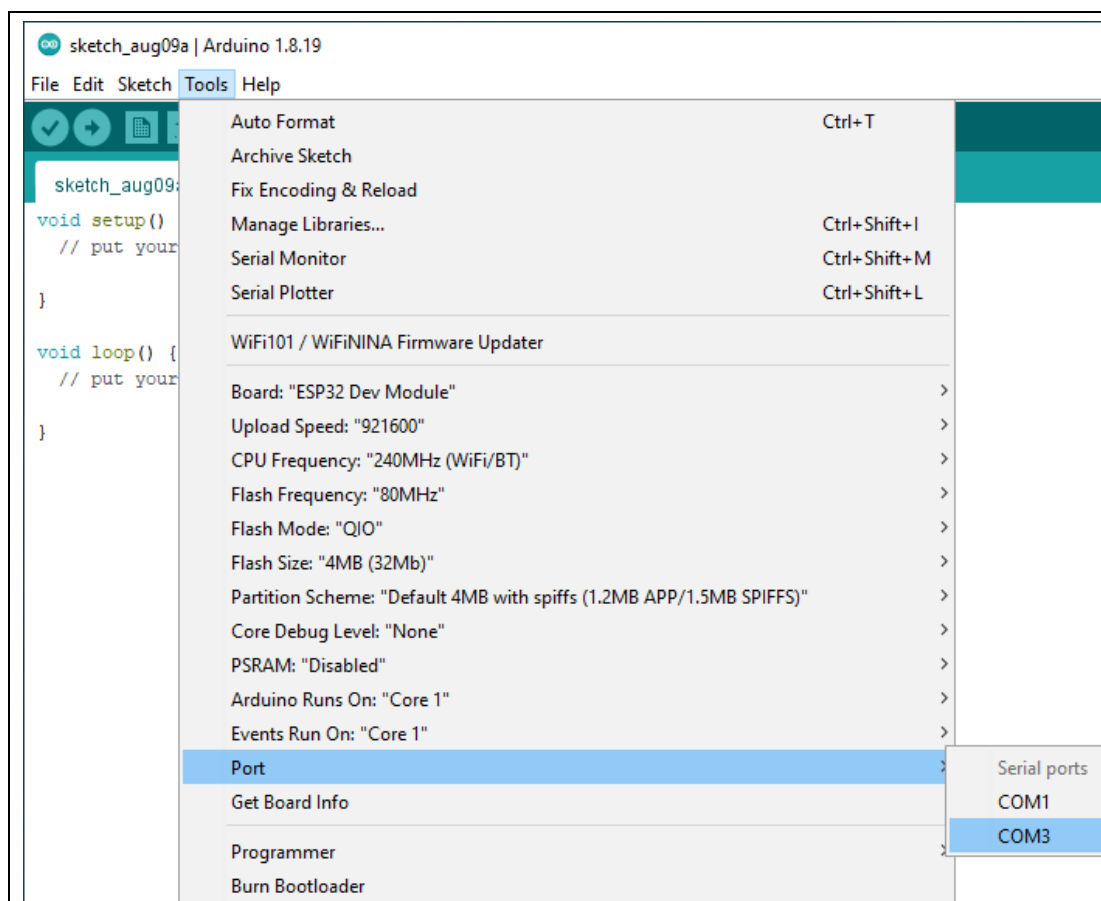 sketch_aug09a | Arduino 1.8.19
File Edit Sketch Tools Help
sketch_aug09a
void setup()
// put your
}
void loop() {
// put your
}
Auto Format Ctrl+T
Archive Sketch
Fix Encoding & Reload
Manage Libraries... Ctrl+Shift+I
Serial Monitor Ctrl+Shift+M
Serial Plotter Ctrl+Shift+L
WiFi101 / WiFiNINA Firmware Updater
Board: "ESP32 Dev Module"
Upload Speed: "921600"
CPU Frequency: "240MHz (WiFi/BT)"
Flash Frequency: "80MHz"
Flash Mode: "QIO"
Flash Size: "4MB (32Mb)"
Partition Scheme: "Default 4MB with spiffs (1.2MB APP/1.5MB SPIFFS)"
Core Debug Level: "None"
PSRAM: "Disabled"
Arduino Runs On: "Core 1"
Events Run On: "Core 1"
Port
Get Board Info
Programmer
Burn Bootloader
Serial ports
COM1
COM3